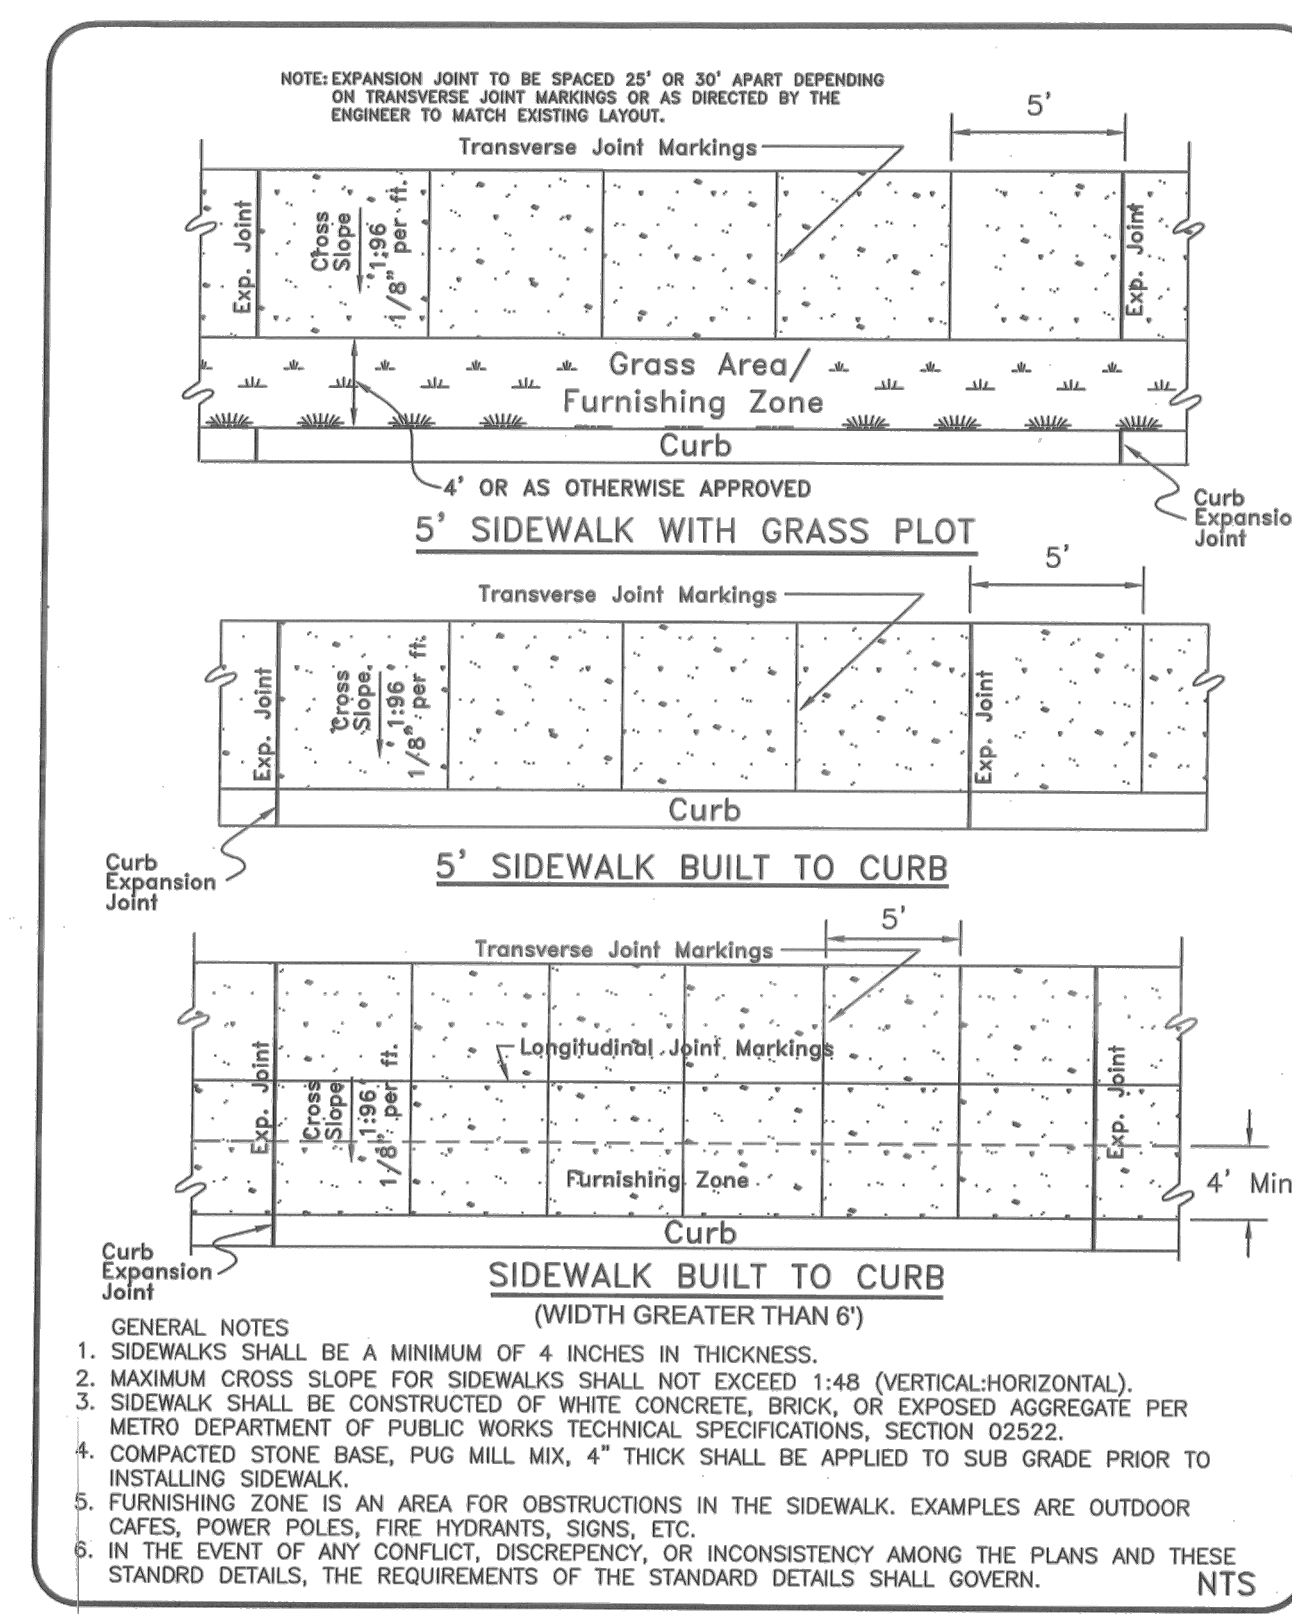 NOTE: EXPANSION JOINT TO BE SPACED 25' OR 30' APART DEPENDING
ON TRANSVERSE JOINT MARKINGS OR AS DIRECTED BY THE
ENGINEER TO MATCH EXISTING LAYOUT.
5'
Transverse Joint Markings
Exp. Joint
Cross
Slope
1:96
1/8" per ft.
Exp. Joint
Grass Area/
Furnishing Zone
Curb
4' OR AS OTHERWISE APPROVED
Curb
Expansio
Joint
5' SIDEWALK WITH GRASS PLOT
5'
Transverse Joint Markings
Exp. Joint
Cross
Slope
1:96
1/8" per ft.
Exp. Joint
Curb
Curb
Expansion
Joint
5' SIDEWALK BUILT TO CURB
5'
Transverse Joint Markings
Longitudinal Joint Markings
Exp. Joint
Cross
Slope
1:96
1/8" per ft.
Exp. Joint
Furnishing Zone
4' Min
Curb
Curb
Expansion
Joint
SIDEWALK BUILT TO CURB
(WIDTH GREATER THAN 6')
GENERAL NOTES
1. SIDEWALKS SHALL BE A MINIMUM OF 4 INCHES IN THICKNESS.
2. MAXIMUM CROSS SLOPE FOR SIDEWALKS SHALL NOT EXCEED 1:48 (VERTICAL:HORIZONTAL).
3. SIDEWALK SHALL BE CONSTRUCTED OF WHITE CONCRETE, BRICK, OR EXPOSED AGGREGATE PER
METRO DEPARTMENT OF PUBLIC WORKS TECHNICAL SPECIFICATIONS, SECTION 02522.
4. COMPACTED STONE BASE, PUG MILL MIX, 4" THICK SHALL BE APPLIED TO SUB GRADE PRIOR TO
INSTALLING SIDEWALK.
5. FURNISHING ZONE IS AN AREA FOR OBSTRUCTIONS IN THE SIDEWALK. EXAMPLES ARE OUTDOOR
CAFES, POWER POLES, FIRE HYDRANTS, SIGNS, ETC.
6. IN THE EVENT OF ANY CONFLICT, DISCREPENCY, OR INCONSISTENCY AMONG THE PLANS AND THESE
STANDRD DETAILS, THE REQUIREMENTS OF THE STANDARD DETAILS SHALL GOVERN.
NTS